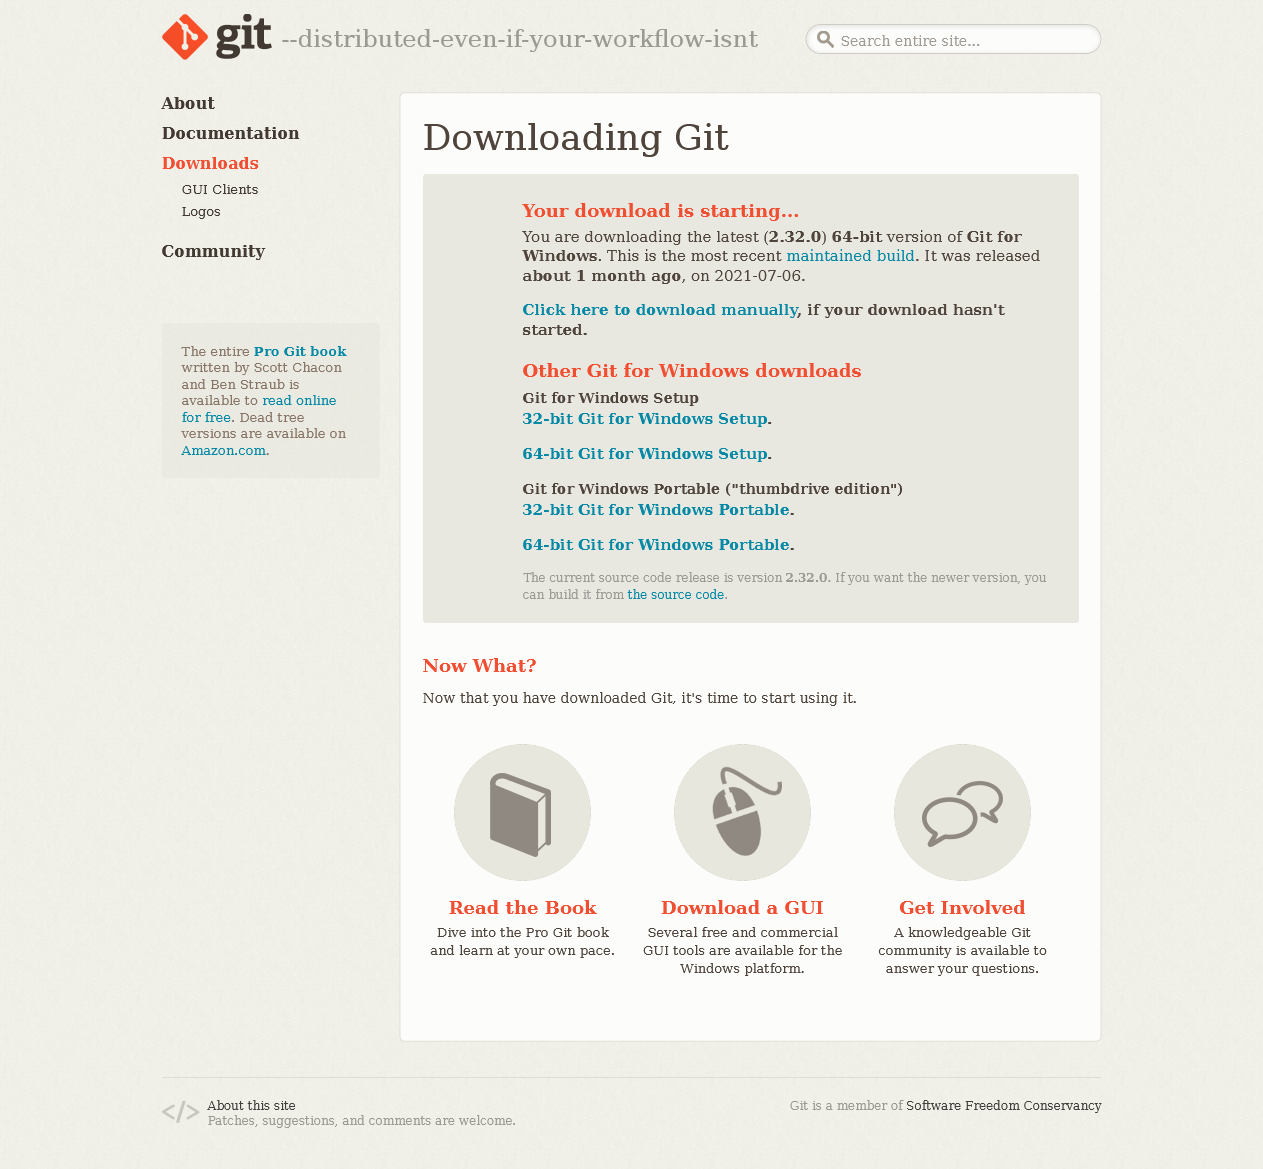 git --distributed-even-if-your-workflow-isnt
Search entire site...
About
Documentation
Downloads
GUI Clients
Logos
Community
The entire Pro Git book
written by Scott Chacon
and Ben Straub is
available to read online
for free. Dead tree
versions are available on
Amazon.com.
Downloading Git
Your download is starting...
You are downloading the latest (2.32.0) 64-bit version of Git for
Windows. This is the most recent maintained build. It was released
about 1 month ago, on 2021-07-06.
Click here to download manually, if your download hasn't
started.
Other Git for Windows downloads
Git for Windows Setup
32-bit Git for Windows Setup.
64-bit Git for Windows Setup.
Git for Windows Portable ("thumbdrive edition")
32-bit Git for Windows Portable.
64-bit Git for Windows Portable.
The current source code release is version 2.32.0. If you want the newer version, you
can build it from the source code.
Now What?
Now that you have downloaded Git, it's time to start using it.
Read the Book
Dive into the Pro Git book
and learn at your own pace.
Download a GUI
Several free and commercial
GUI tools are available for the
Windows platform.
Get Involved
A knowledgeable Git
community is available to
answer your questions.
</>
About this site
Patches, suggestions, and comments are welcome.
Git is a member of Software Freedom Conservancy